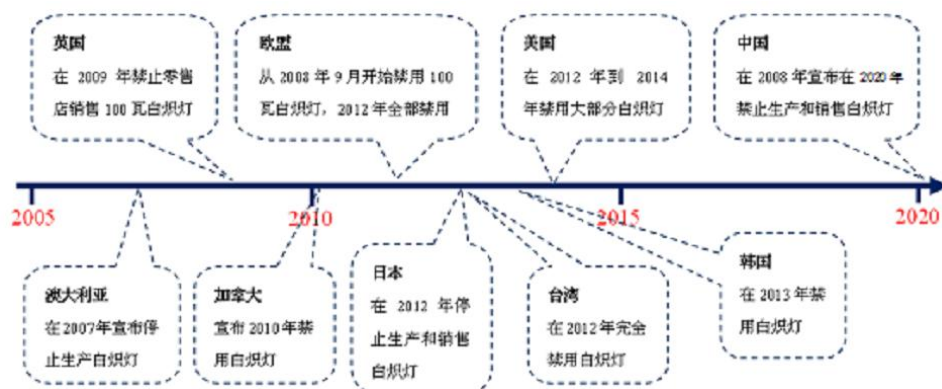 英国
在 2009 年禁止零售
店销售 100 瓦白炽灯
欧盟
从 2008 年 9 月开始禁用 100
瓦白炽灯，2012 年全部禁用
美国
在 2012 年到 2014
年禁用大部分白炽灯
中国
在 2008 年宣布在 2020 年
禁止生产和销售白炽灯
2005
2010
2015
2020
澳大利亚
在 2007 年宣布停
止生产白炽灯
加拿大
宣布 2010 年禁
用白炽灯
日本
在 2012 年停
止生产和销售
白炽灯
台湾
在 2012 年完全
禁用白炽灯
韩国
在 2013 年禁
用白炽灯